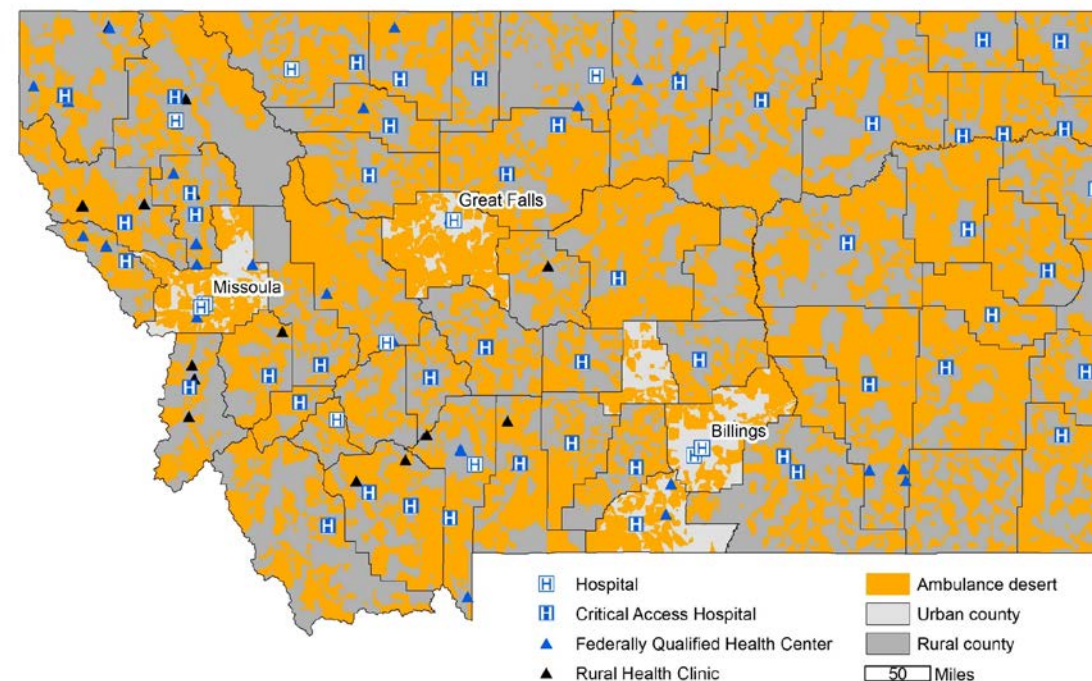 Great Falls
Missoula
Billings
H Hospital
H Critical Access Hospital
Federally Qualified Health Center
Rural Health Clinic
Ambulance desert
Urban county
Rural county
50 Miles